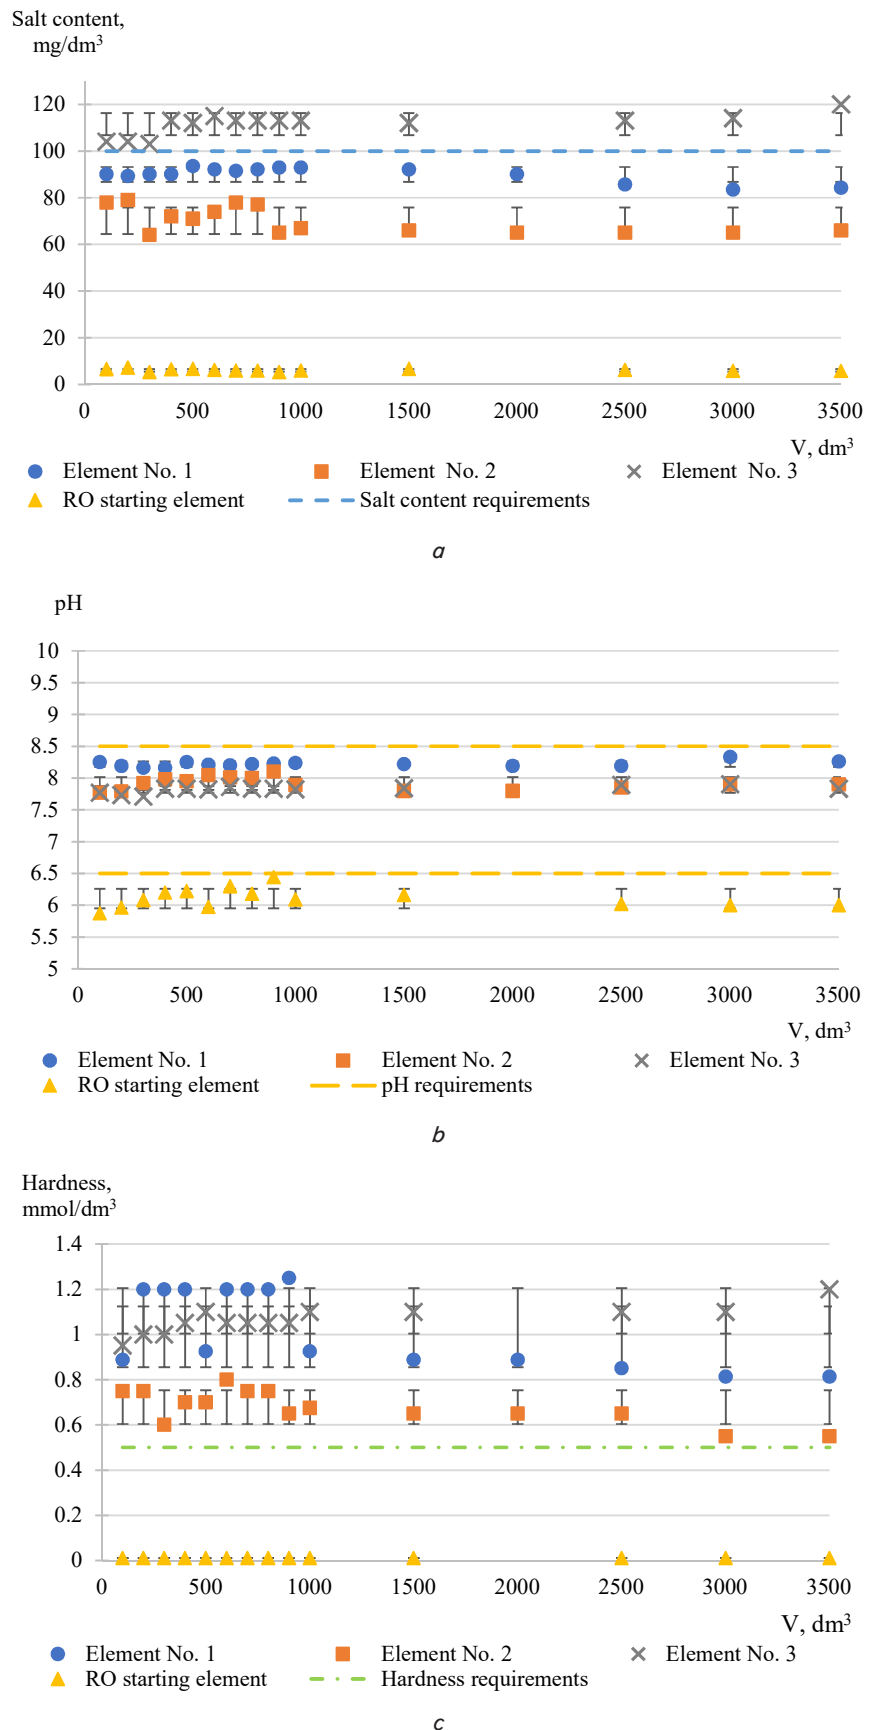 Salt content,
mg/dm³
120
100
80
60
40
20
0
0 500 1000 1500 2000 2500 3000 3500
V, dm³
Element No. 1 Element No. 2 Element No. 3
RO starting element Salt content requirements
a
pH
10
9.5
9
8.5
8
7.5
7
6.5
6
5.5
5
0 500 1000 1500 2000 2500 3000 3500
V, dm³
Element No. 1 Element No. 2 Element No. 3
RO starting element pH requirements
b
Hardness,
mmol/dm³
1.4
1.2
1
0.8
0.6
0.4
0.2
0
0 500 1000 1500 2000 2500 3000 3500
V, dm³
Element No. 1 Element No. 2 Element No. 3
RO starting element Hardness requirements
c